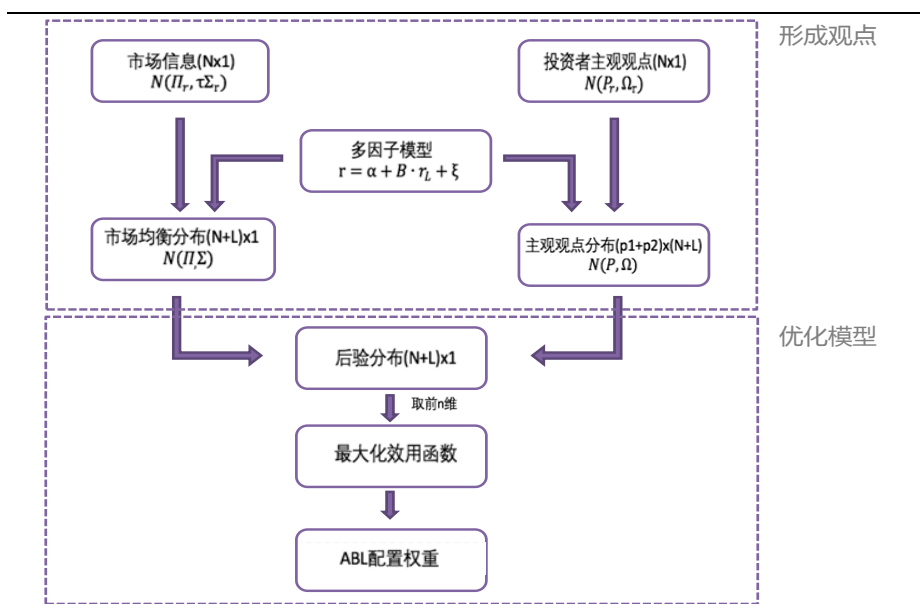 形成观点
市场信息(Nx1)
N(Π_r, τΣ_r)
投资者主观观点(Nx1)
N(P_r, Ω_r)
多因子模型
r = α + B · r_L + ξ
市场均衡分布(N+L)x1
N(Π,Σ)
主观观点分布(p1+p2)x(N+L)
N(P, Ω)
优化模型
后验分布(N+L)x1
取前n维
最大化效用函数
ABL配置权重